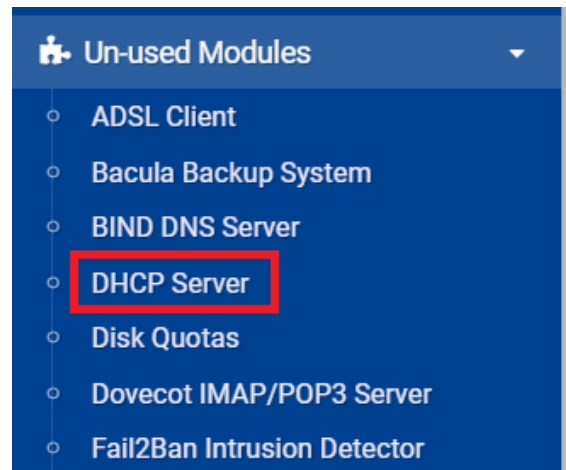 Un-used Modules
ADSL Client
Bacula Backup System
BIND DNS Server
DHCP Server
Disk Quotas
Dovecot IMAP/POP3 Server
Fail2Ban Intrusion Detector